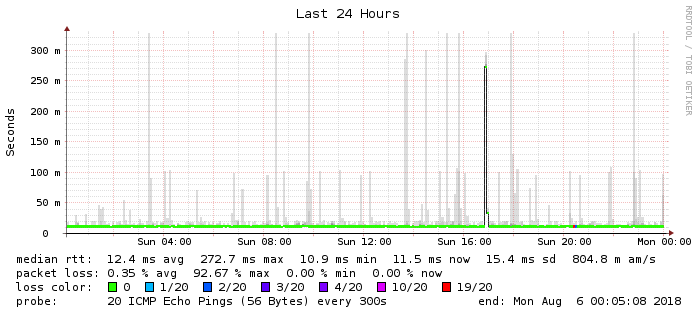 Last 24 Hours
RRDTOOL / TOBI OETIKER
Seconds
300 m
250 m
200 m
150 m
100 m
50 m
0
Sun 04:00 Sun 08:00 Sun 12:00 Sun 16:00 Sun 20:00 Mon 00:00
median rtt: 12.4 ms avg 272.7 ms max 10.9 ms min 11.5 ms now 15.4 ms sd 804.8 m am/s
packet loss: 0.35 % avg 92.67 % max 0.00 % min 0.00 % now
loss color: 0 1/20 2/20 3/20 4/20 10/20 19/20
probe: 20 ICMP Echo Pings (56 Bytes) every 300s end: Mon Aug 6 00:05:08 2018